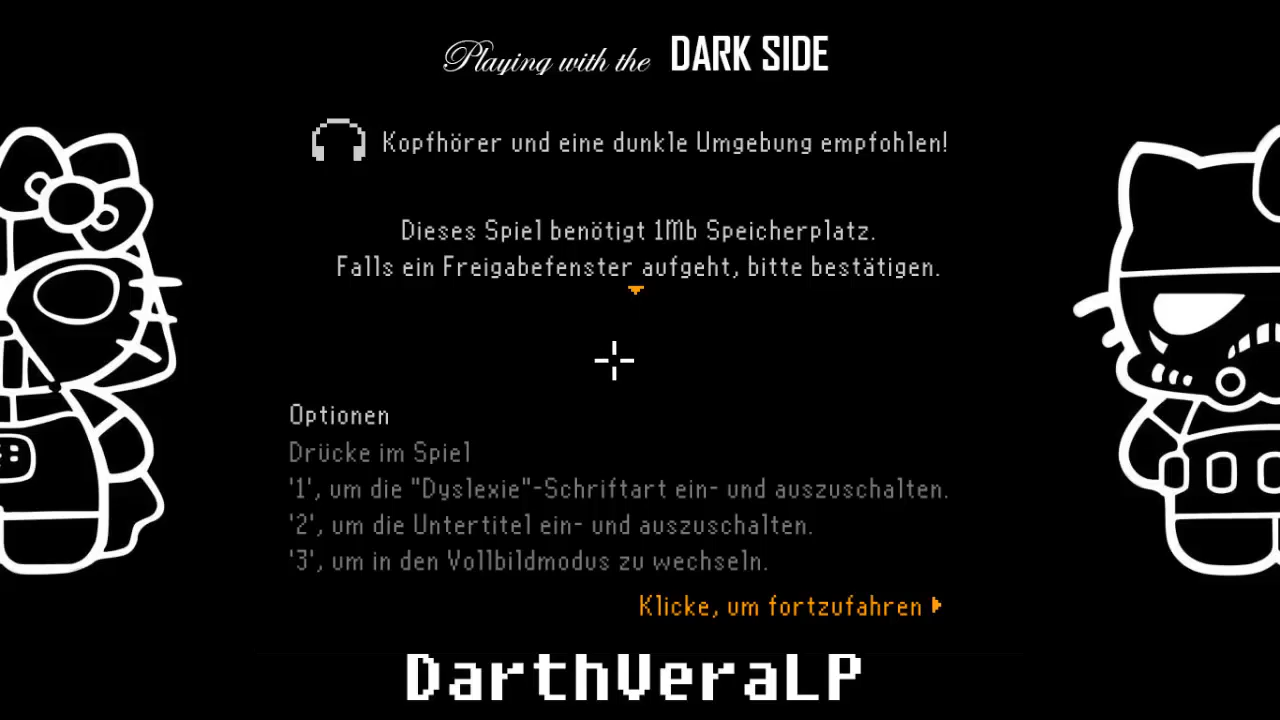 Playing with the DARK SIDE
Kopfhörer und eine dunkle Umgebung empfohlen!
Dieses Spiel benötigt 1Mb Speicherplatz.
Falls ein Freigabefenster aufgeht, bitte bestätigen.
Optionen
Drücke im Spiel
'1', um die "Dyslexie"-Schriftart ein- und auszuschalten.
'2', um die Untertitel ein- und auszuschalten.
'3', um in den Vollbildmodus zu wechseln.
Klicke, um fortzufahren
DarthVeraLP